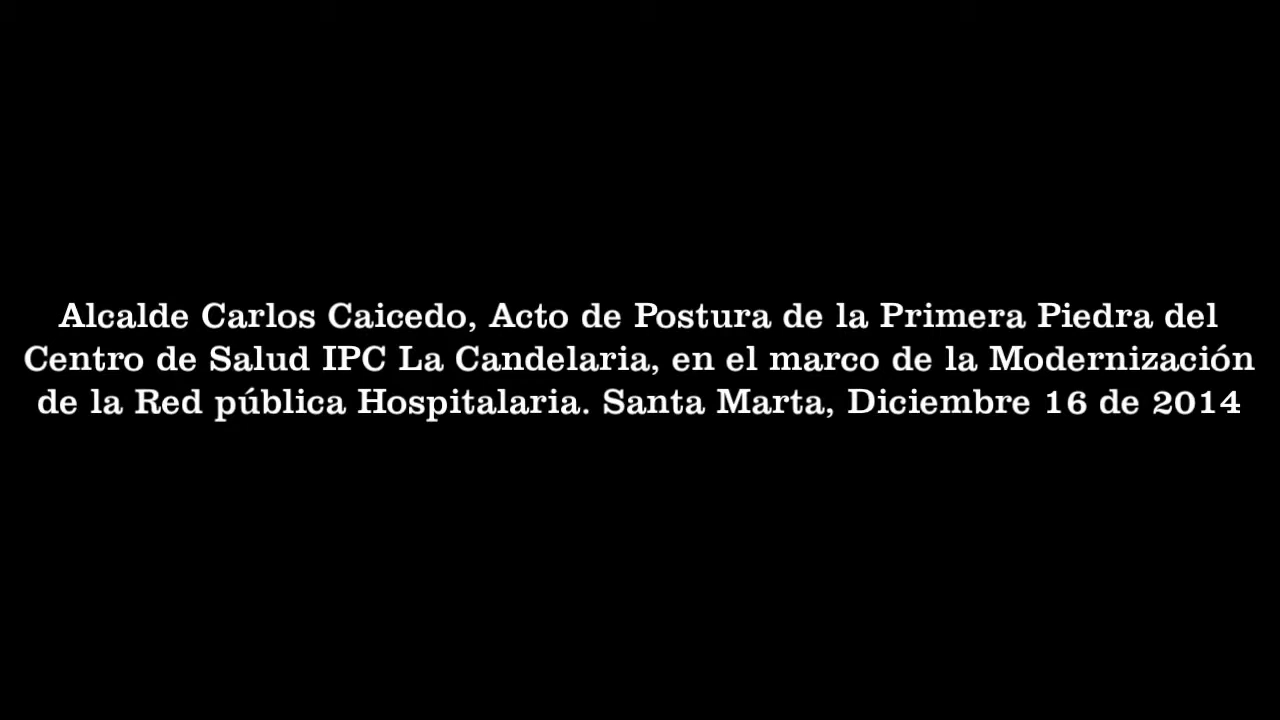 Alcalde Carlos Caicedo, Acto de Postura de la Primera Piedra del
Centro de Salud IPC La Candelaria, en el marco de la Modernización
de la Red pública Hospitalaria. Santa Marta, Diciembre 16 de 2014